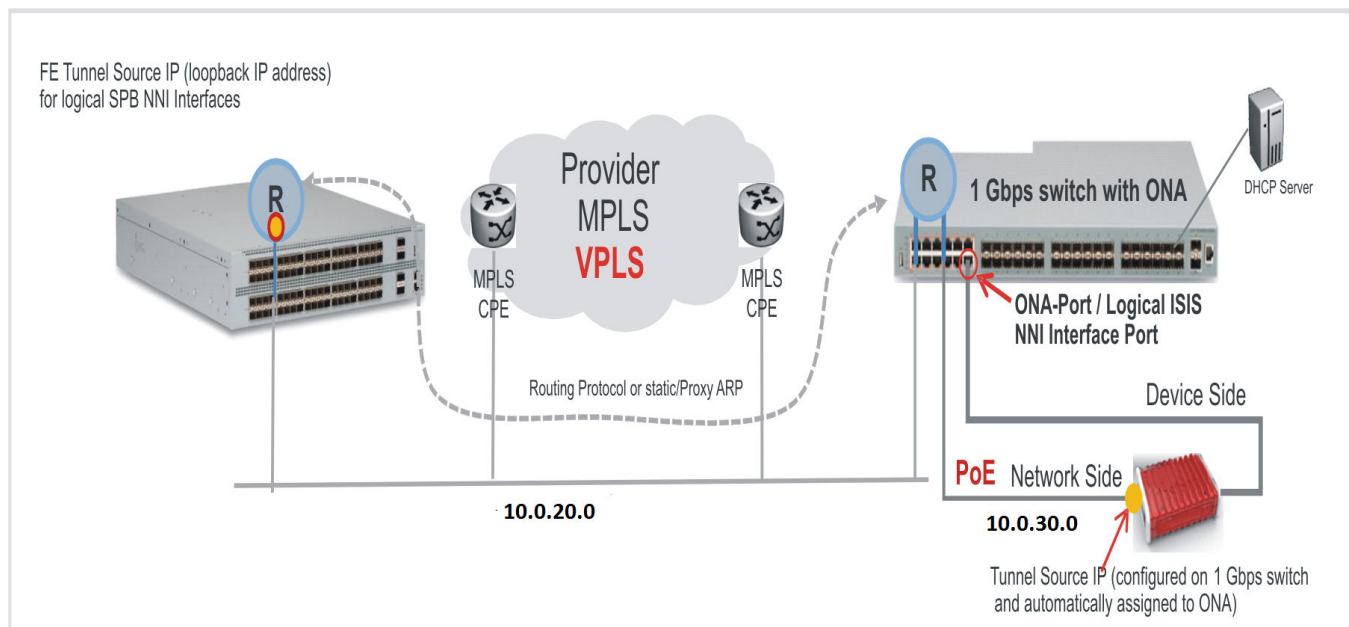 FE Tunnel Source IP (loopback IP address)
for logical SPB NNI Interfaces
R
Provider
MPLS
VPLS
MPLS
CPE
MPLS
CPE
R
1 Gbps switch with ONA
DHCP Server
ONA-Port / Logical ISIS
NNI Interface Port
Routing Protocol or static/Proxy ARP
Device Side
PoE Network Side
10.0.20.0
10.0.30.0
Tunnel Source IP (configured on 1 Gbps switch
and automatically assigned to ONA)